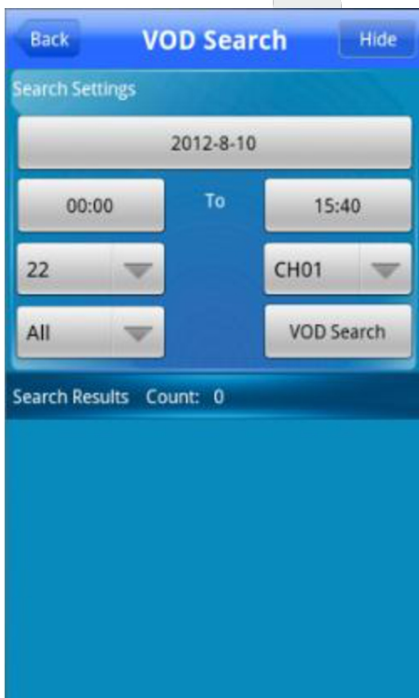 Back VOD Search Hide
Search Settings
2012-8-10
00:00 To 15:40
22 CH01
All VOD Search
Search Results Count: 0